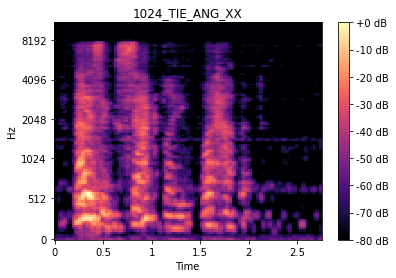 1024_TIE_ANG_XX
8192
4096
2048
1024
512
0
Hz
0
0.5
1
1.5
2
2.5
Time
+0 dB
-10 dB
-20 dB
-30 dB
-40 dB
-50 dB
-60 dB
-70 dB
-80 dB